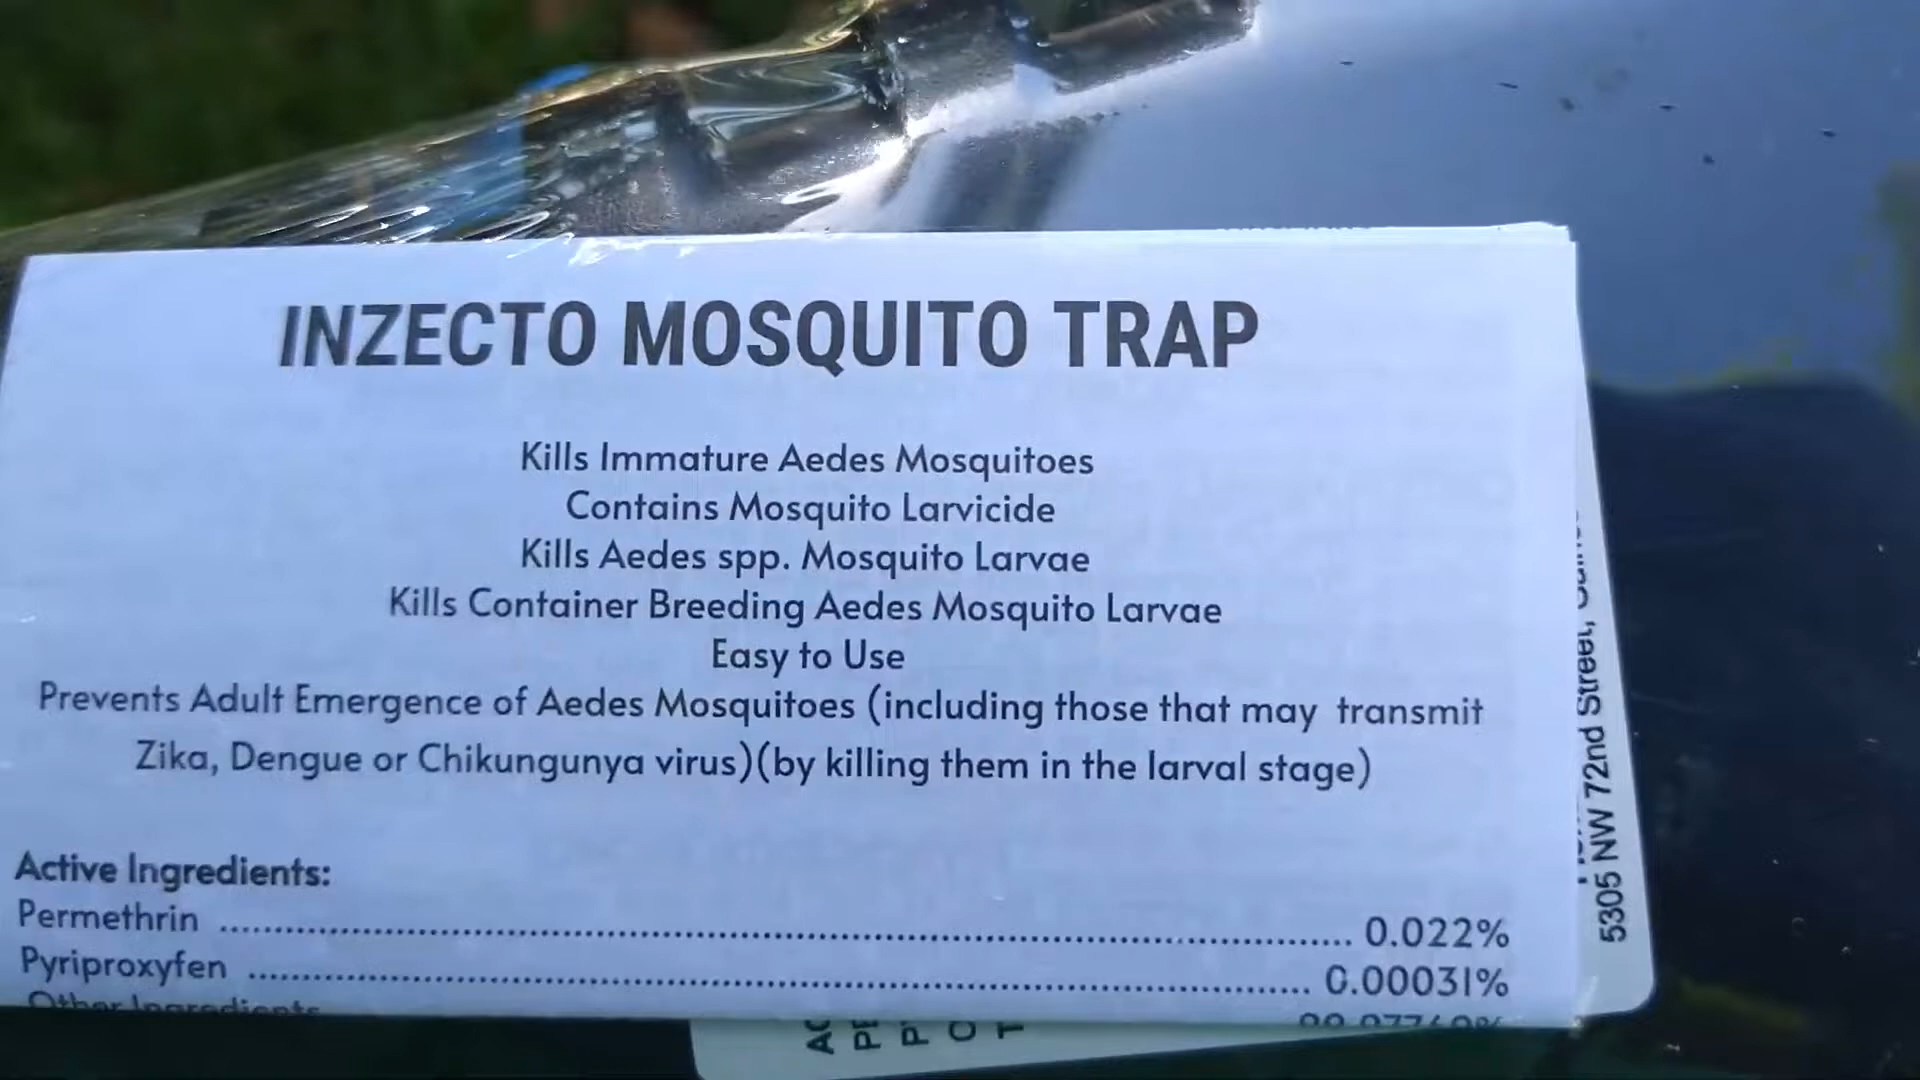 INZECTO MOSQUITO TRAP
Kills Immature Aedes Mosquitoes
Contains Mosquito Larvicide
Kills Aedes spp. Mosquito Larvae
Kills Container Breeding Aedes Mosquito Larvae
Easy to Use
Prevents Adult Emergence of Aedes Mosquitoes (including those that may transmit
Zika, Dengue or Chikungunya virus)(by killing them in the larval stage)
Active Ingredients:
Permethrin ........ 0.022%
Pyriproxyfen ........ 0.00031%
Other Ingredients
5305 NW 72nd Street,